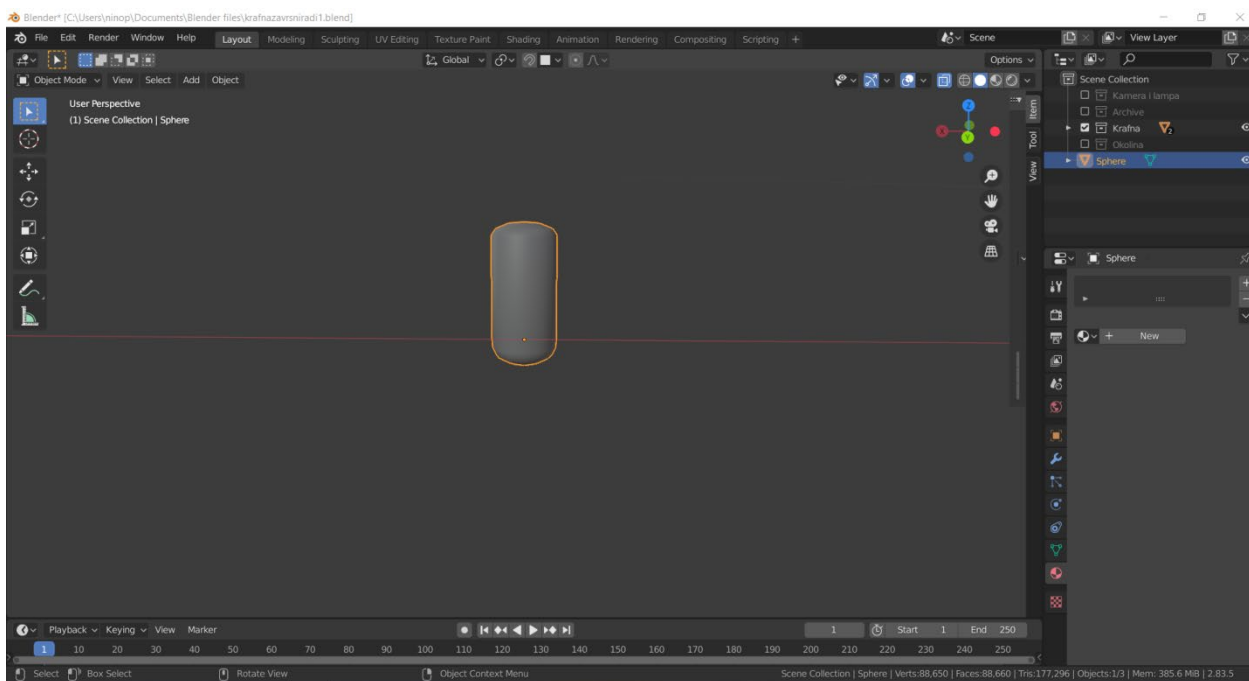 Blender* [C:\Users\ninop\Documents\Blender files\krafnazavrsniradi1.blend]
File Edit Render Window Help Layout Modeling Sculpting UV Editing Texture Paint Shading Animation Rendering Compositing Scripting + Scene View Layer
Global Options
Object Mode View Select Add Object
User Perspective
(1) Scene Collection | Sphere
Z
X
Y
Item
Tool
View
Scene Collection
Kamera i lampa
Archive
Krafna 2
Okolina
Sphere
Sphere
+ New
Playback Keying View Marker 1 Start 1 End 250
1 10 20 30 40 50 60 70 80 90 100 110 120 130 140 150 160 170 180 190 200 210 220 230 240 250
Select Box Select Rotate View Object Context Menu Scene Collection | Sphere | Verts:88,650 | Faces:88,660 | Tris:177,296 | Objects:1/3 | Mem: 385.6 MiB | 2.83.5